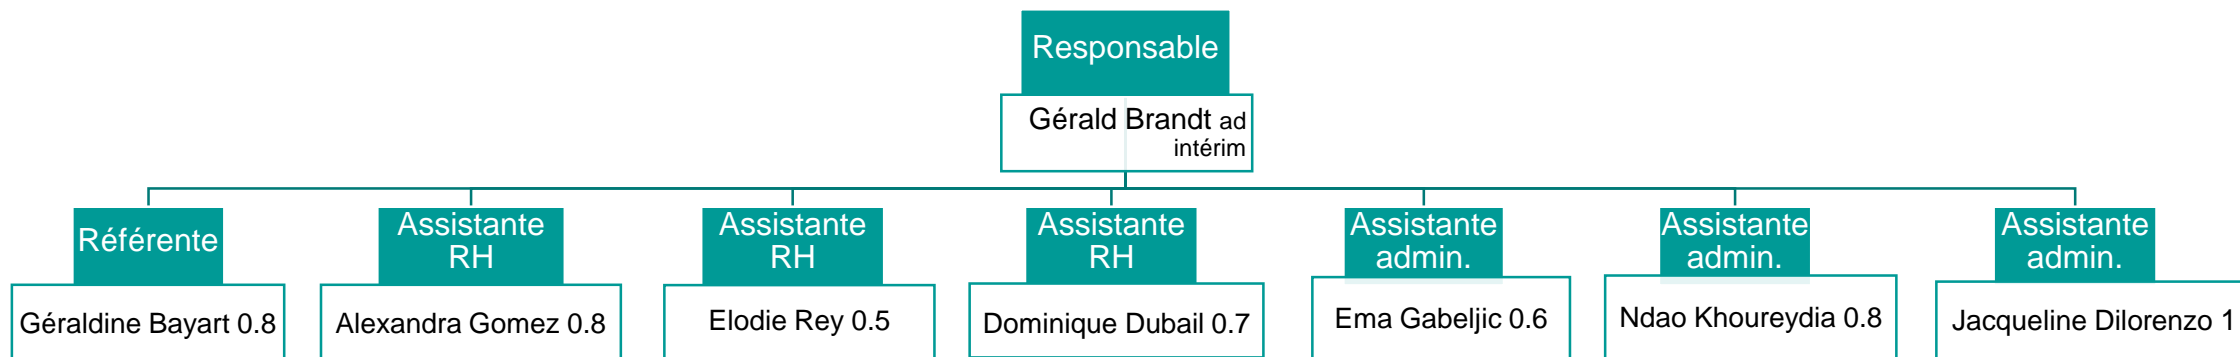 Responsable
Gérald Brandt ad
intérim
Référente
Géraldine Bayart 0.8
Assistante
RH
Alexandra Gomez 0.8
Assistante
RH
Elodie Rey 0.5
Assistante
RH
Dominique Dubail 0.7
Assistante
admin.
Ema Gabeljic 0.6
Assistante
admin.
Ndao Khoureydia 0.8
Assistante
admin.
Jacqueline Dilorenzo 1